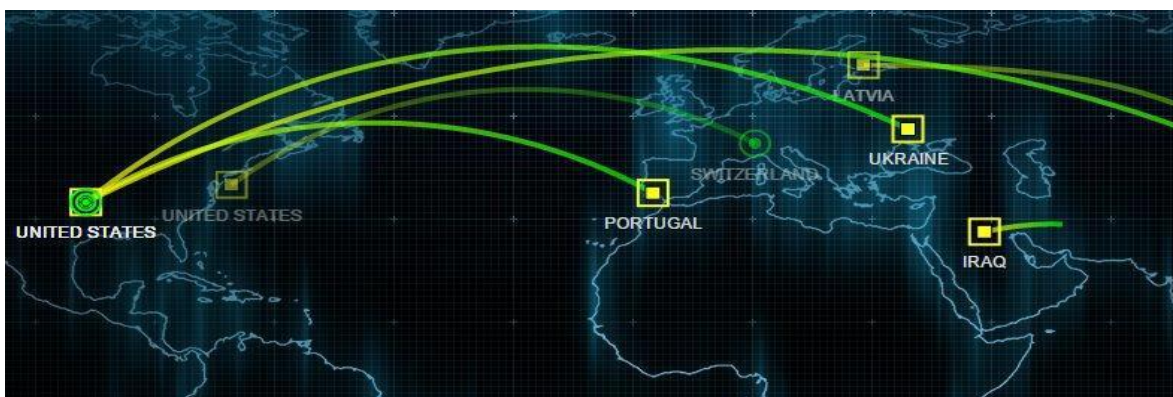 LATVIA
UKRAINE
SWITZERLAND
UNITED STATES
PORTUGAL
UNITED STATES
IRAQ